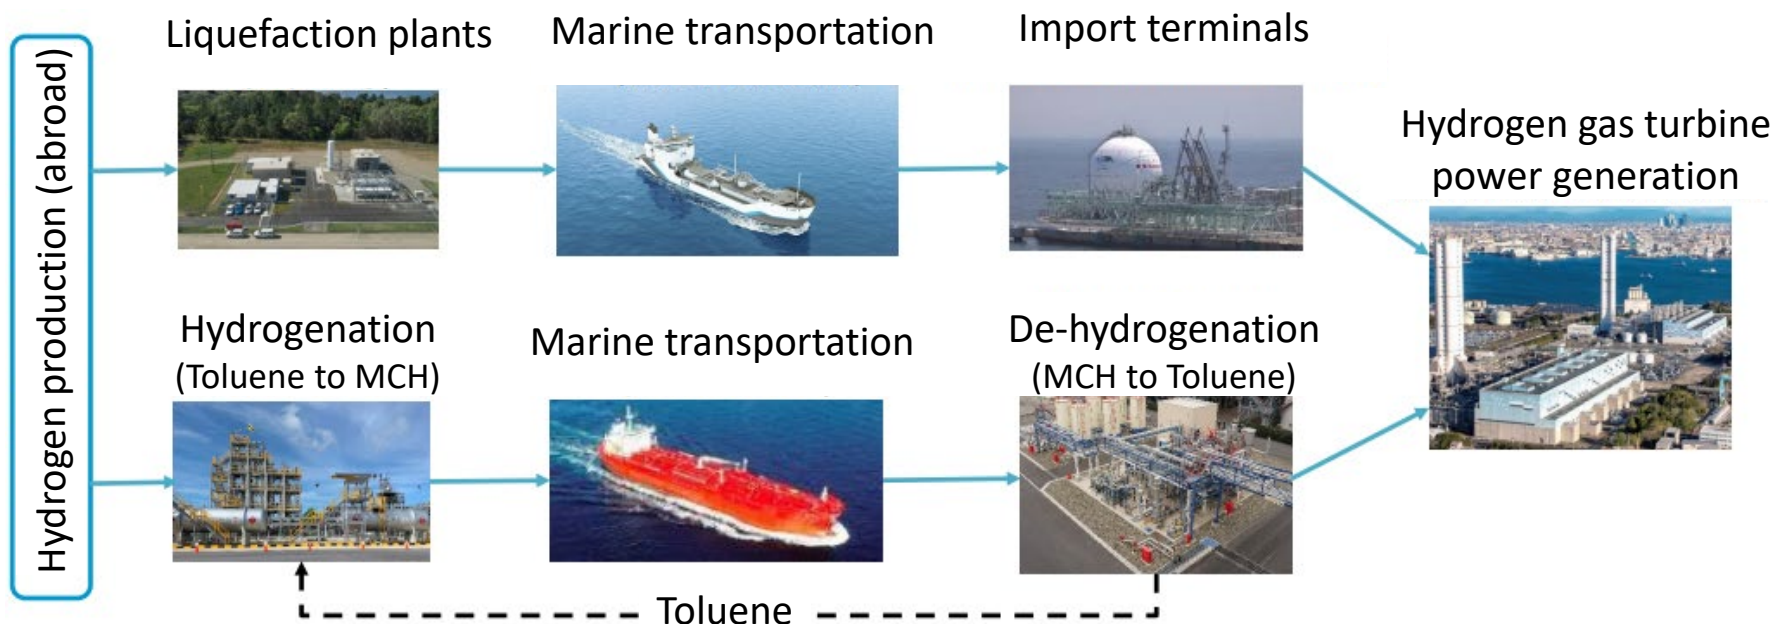 Hydrogen production (abroad)
Liquefaction plants
Marine transportation
Import terminals
Hydrogen gas turbine
power generation
Hydrogenation
(Toluene to MCH)
Marine transportation
De-hydrogenation
(MCH to Toluene)
Toluene